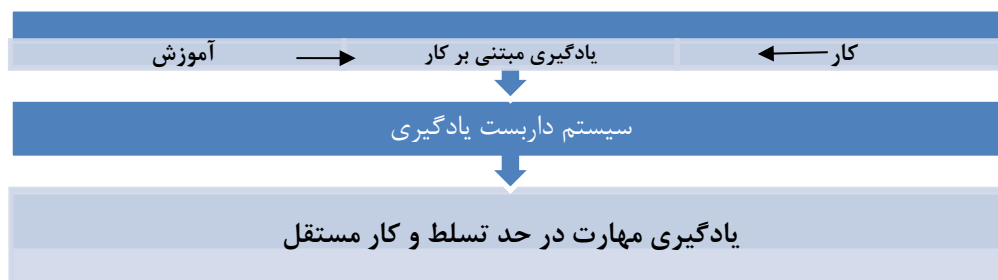 کار یادگیری مبتنی بر کار آموزش
سیستم داربست یادگیری
یادگیری مهارت در حد تسلط و کار مستقل